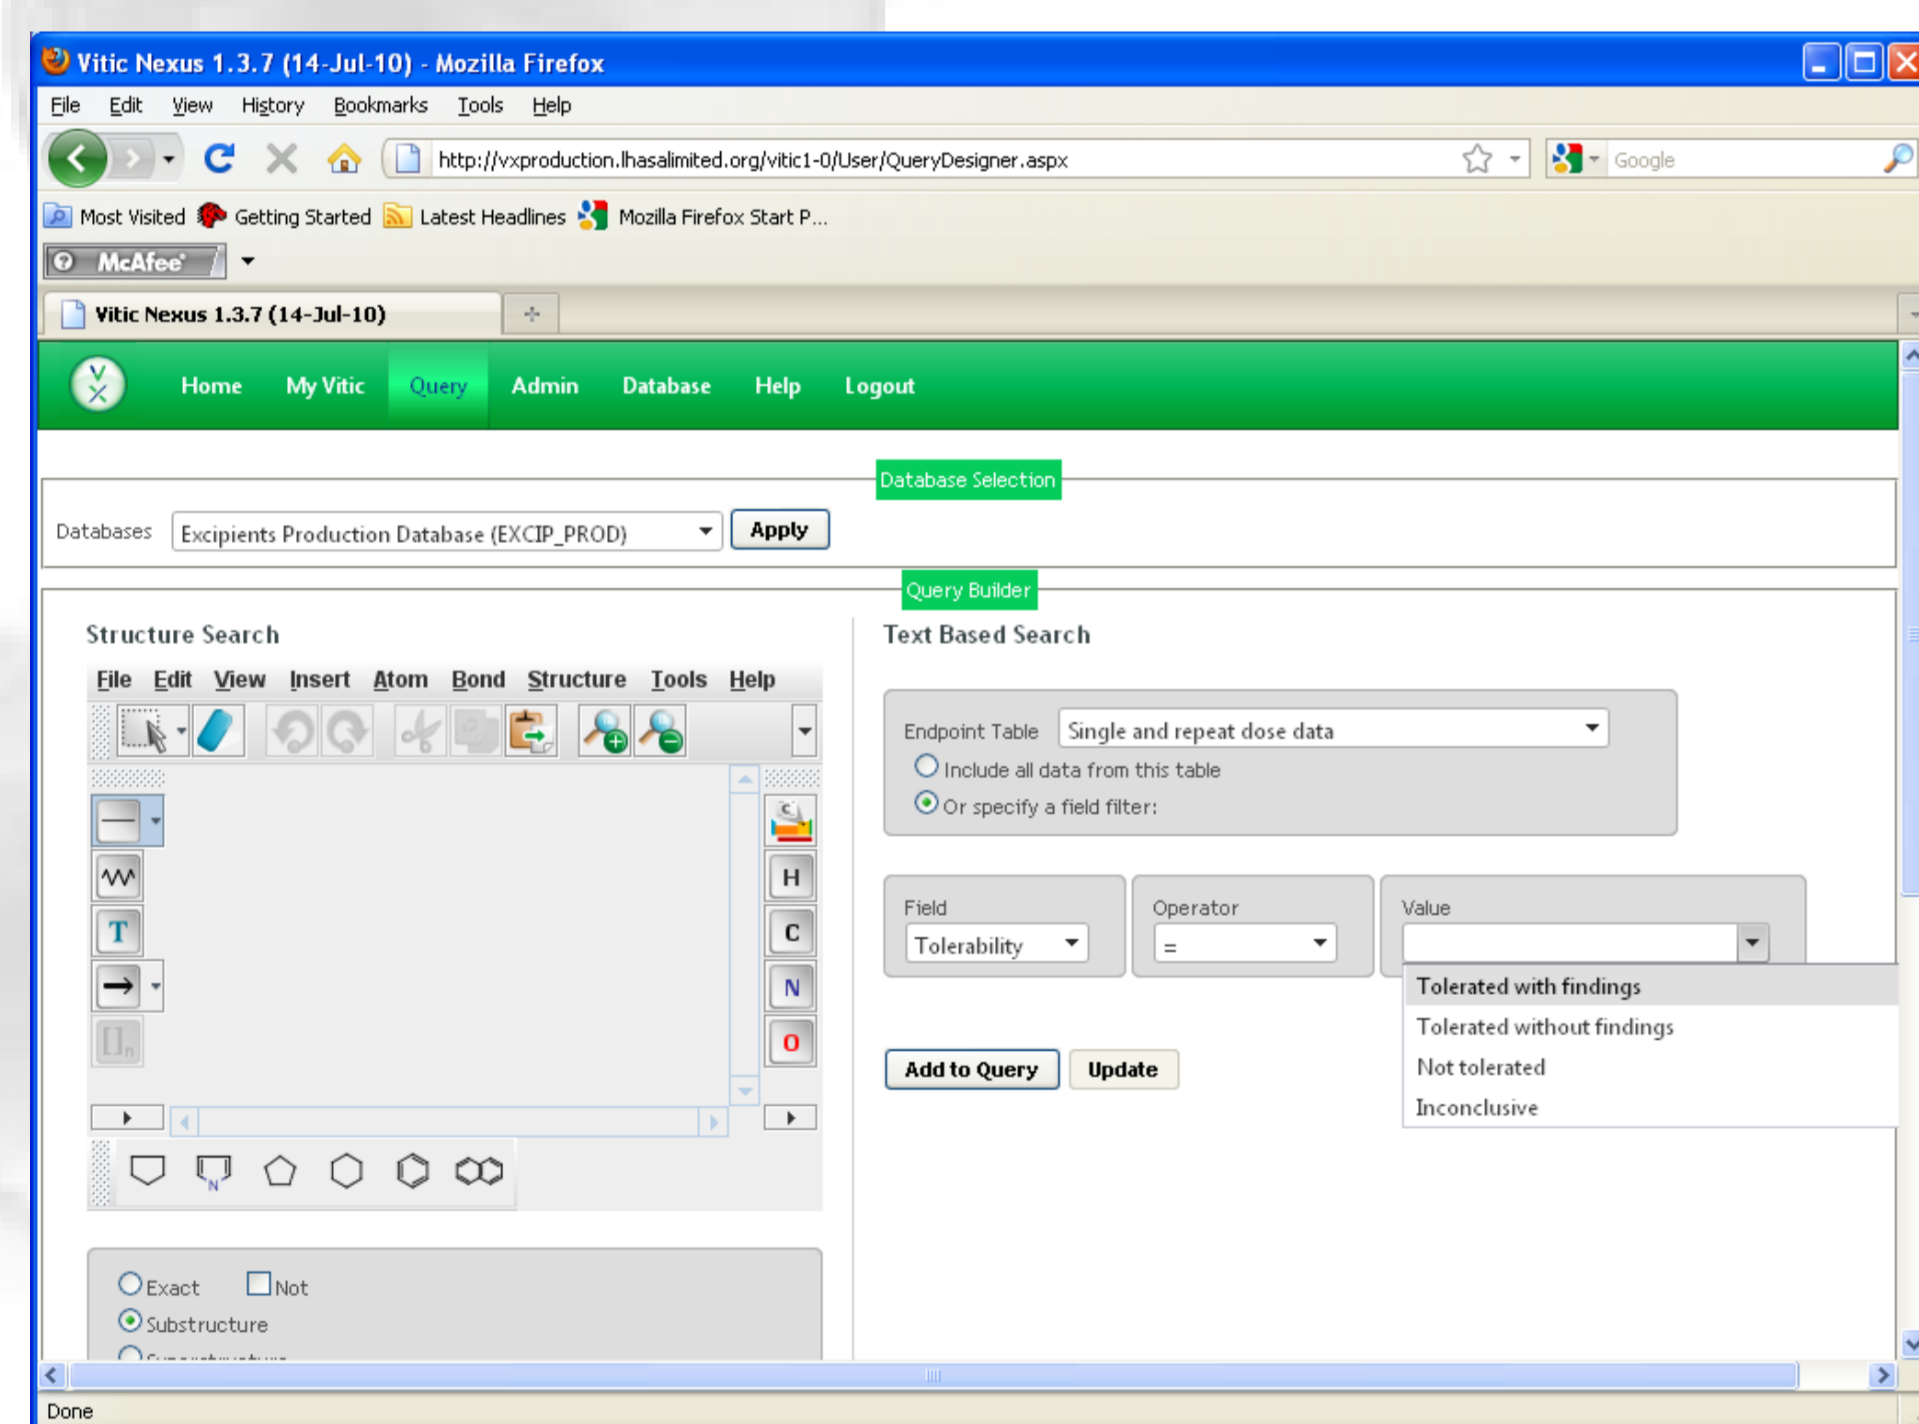 Vitic Nexus 1.3.7 (14-Jul-10) - Mozilla Firefox
File Edit View History Bookmarks Tools Help
http://vxproduction.lhasalimited.org/vitic1-0/User/QueryDesigner.aspx Google
Most Visited Getting Started Latest Headlines Mozilla Firefox Start P...
McAfee
Vitic Nexus 1.3.7 (14-Jul-10)
V X Home My Vitic Query Admin Database Help Logout
Database Selection
Databases Excipients Production Database (EXCIP_PROD) Apply
Query Builder
Structure Search
File Edit View Insert Atom Bond Structure Tools Help
H
T
C
N
[]n
O
N
Exact Not
Substructure
Text Based Search
Endpoint Table Single and repeat dose data
Include all data from this table
Or specify a field filter:
Field Operator Value
Tolerability =
Tolerated with findings
Tolerated without findings
Not tolerated
Inconclusive
Add to Query Update
Done